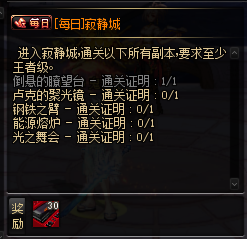 每日 [每日]寂静城
进入寂静城,通关以下所有副本,要求至少
王者级。
倒悬的瞭望台 - 通关证明 : 1/1
卢克的聚光镜 - 通关证明 : 0/1
钢铁之臂 - 通关证明 : 0/1
能源熔炉 - 通关证明 : 0/1
光之舞会 - 通关证明 : 0/1
奖
励
30